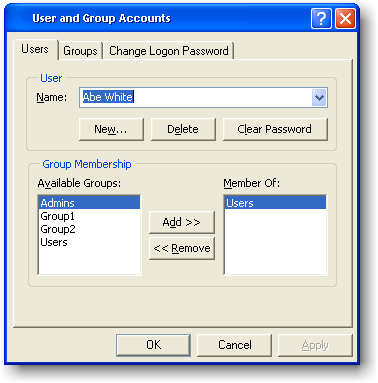 User and Group Accounts
Users Groups Change Logon Password
User
Name: Abe White
New... Delete Clear Password
Group Membership
Available Groups: Member Of:
Admins Users
Group1
Group2
Users
Add >>
<< Remove
OK Cancel Apply